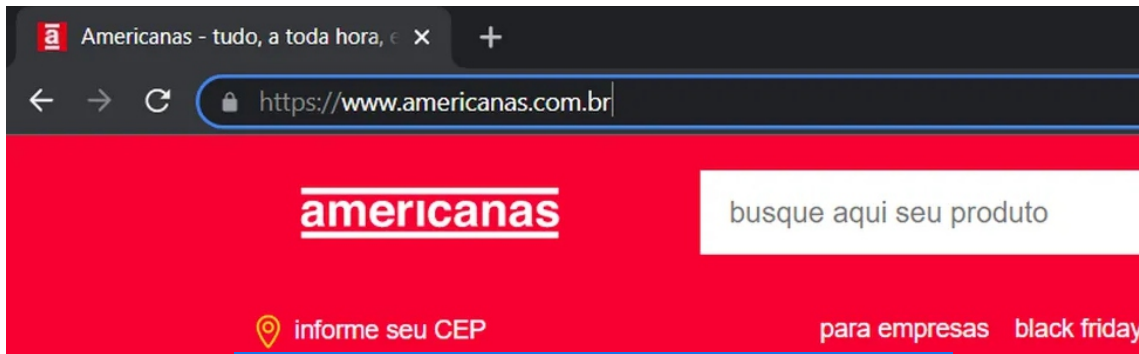 Americanas - tudo, a toda hora, e
https://www.americanas.com.br
americanas
busque aqui seu produto
informe seu CEP
para empresas black friday